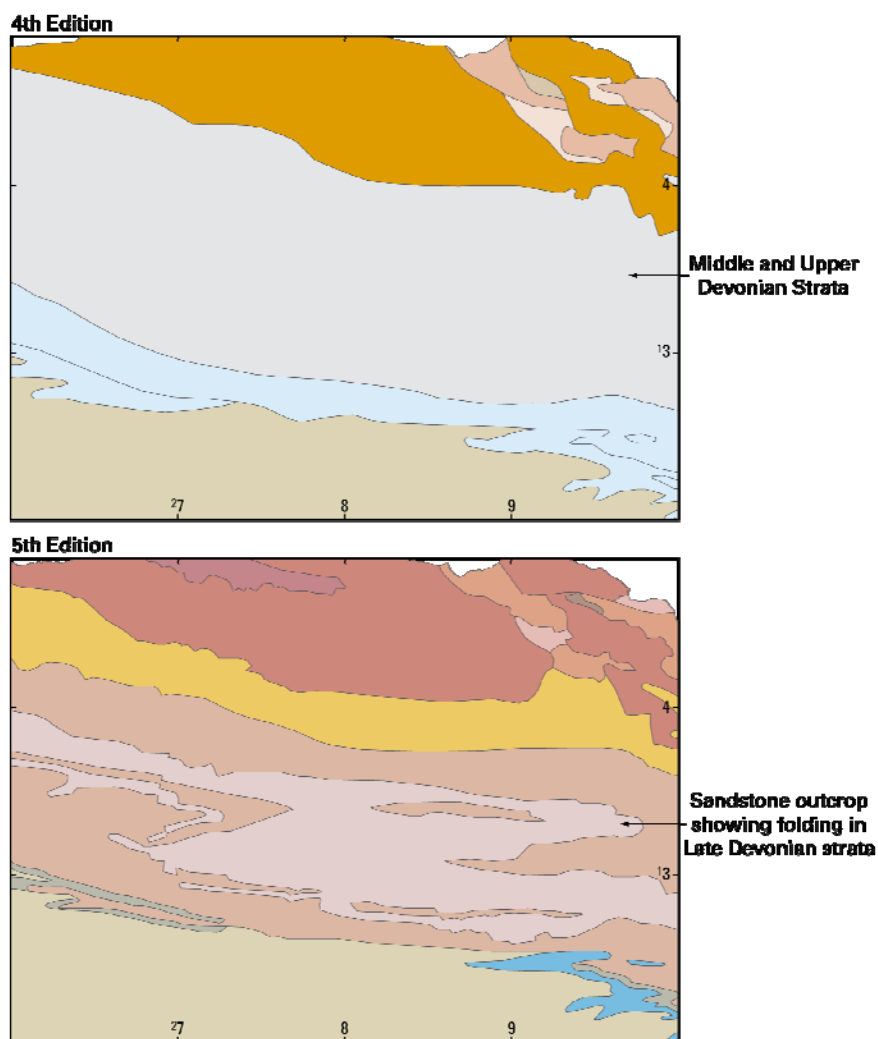 4th Edition
4
Middle and Upper
Devonian Strata
13
27 8 9
5th Edition
4
Sandstone outcrop
showing folding in
Late Devonian strata
13
27 8 9